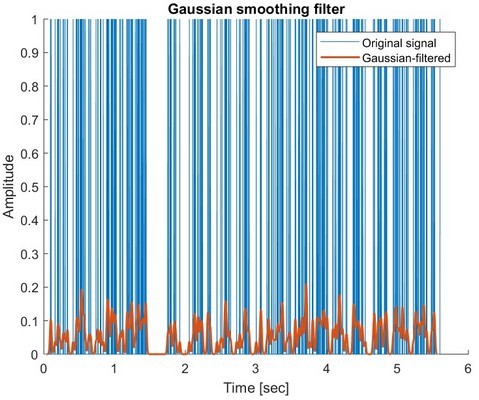 Gaussian smoothing filter
Original signal
Gaussian-filtered
1
0.9
0.8
0.7
0.6
0.5
0.4
0.3
0.2
0.1
0
Amplitude
0 1 2 3 4 5 6
Time [sec]